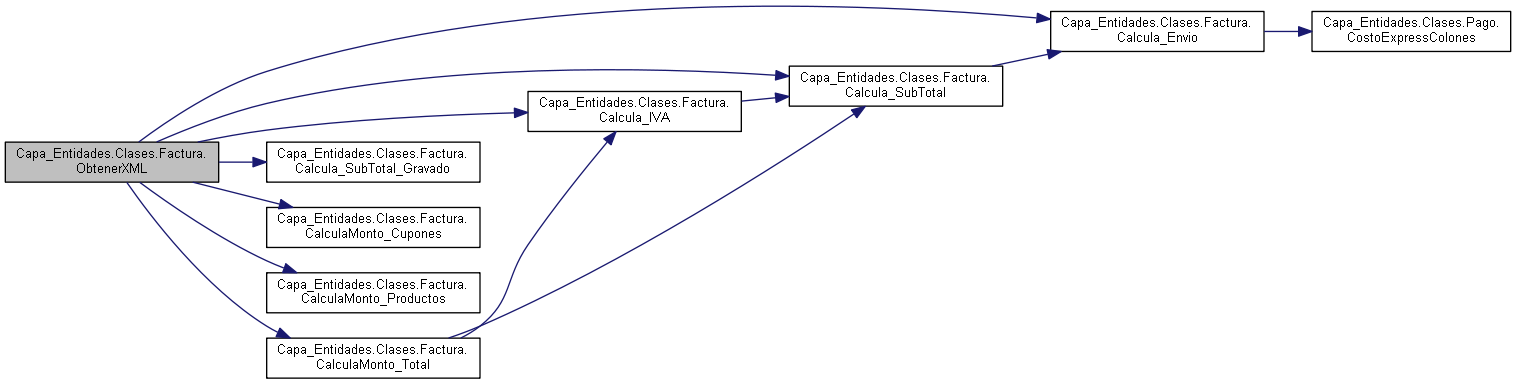 Capa_Entidades.Clases.Factura.
ObtenerXML
Capa_Entidades.Clases.Factura.
Calcula_Envio
Capa_Entidades.Clases.Pago.
CostoExpressColones
Capa_Entidades.Clases.Factura.
Calcula_SubTotal
Capa_Entidades.Clases.Factura.
Calcula_IVA
Capa_Entidades.Clases.Factura.
Calcula_SubTotal_Gravado
Capa_Entidades.Clases.Factura.
CalculaMonto_Cupones
Capa_Entidades.Clases.Factura.
CalculaMonto_Productos
Capa_Entidades.Clases.Factura.
CalculaMonto_Total